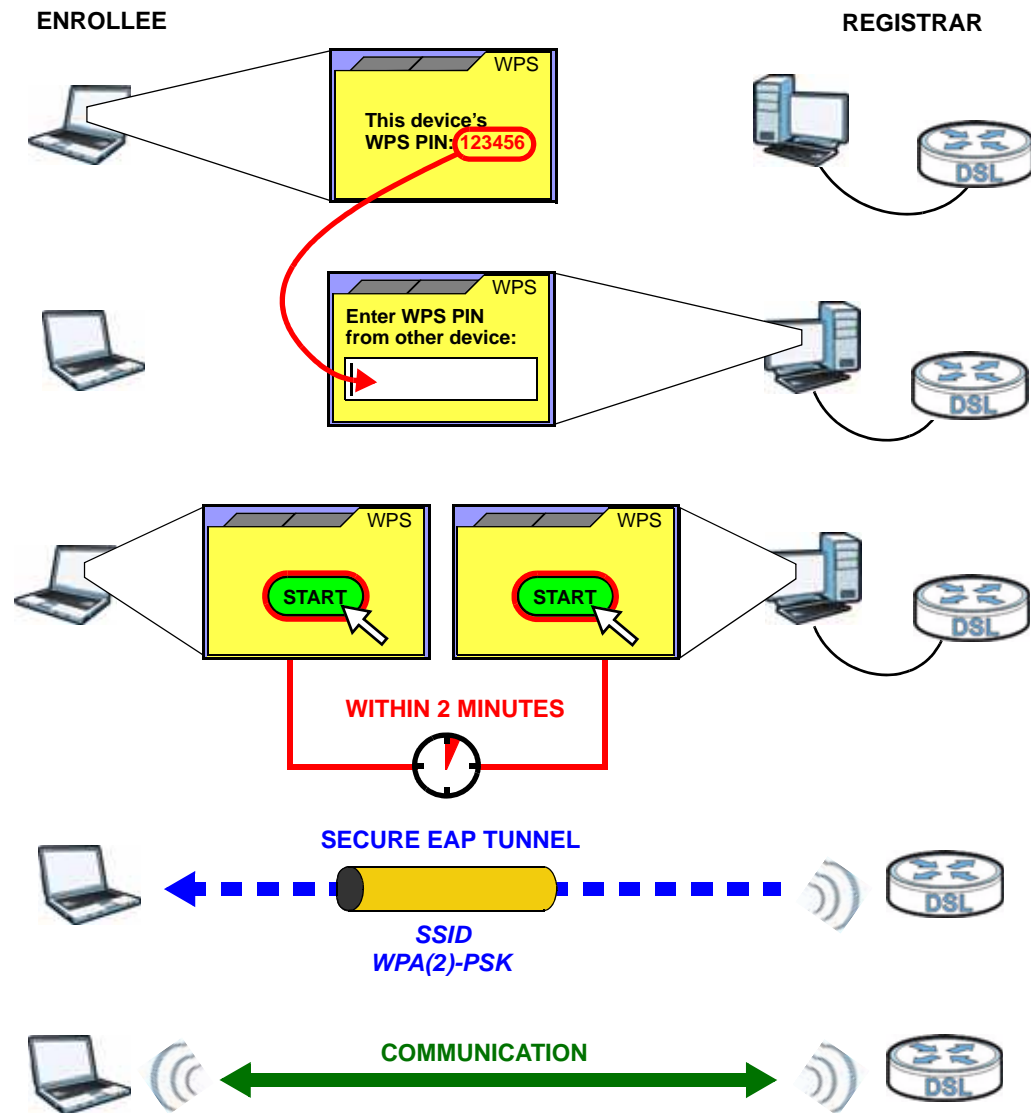 ENROLLEE
REGISTRAR
WPS
This device's
WPS PIN: 123456
DSL
WPS
Enter WPS PIN
from other device:
DSL
WPS
START
WPS
START
DSL
WITHIN 2 MINUTES
SECURE EAP TUNNEL
SSID
WPA(2)-PSK
DSL
COMMUNICATION
DSL